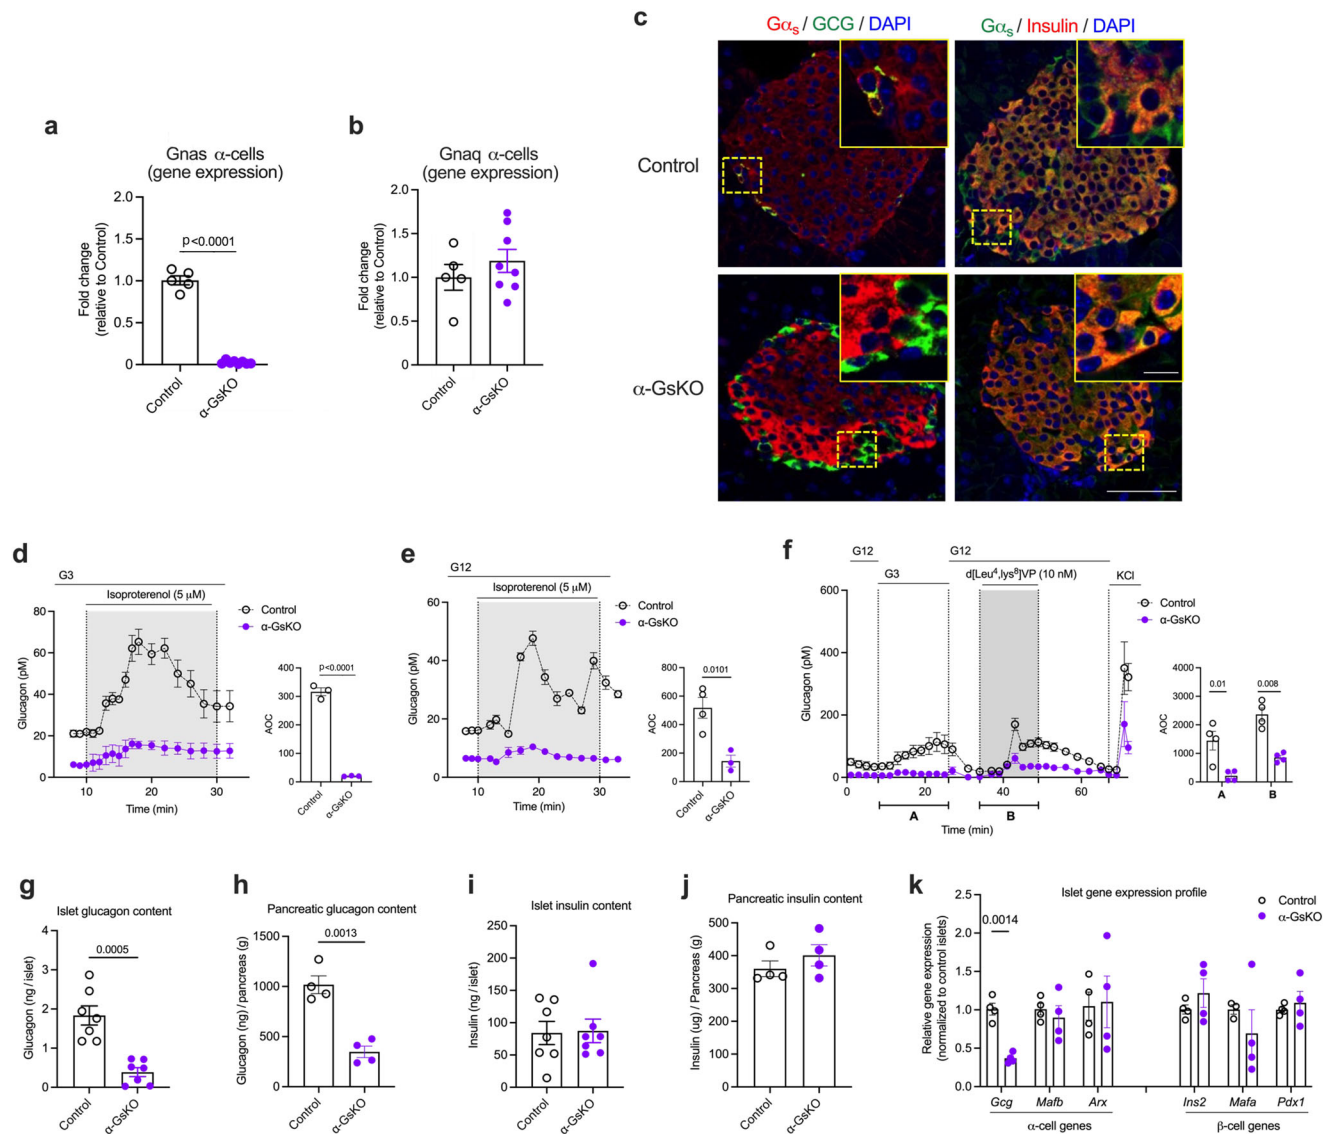 a
Gnas α-cells
(gene expression)
Fold change
(relative to Control)
2.0
1.5
1.0
0.5
0
p <0.0001
Control
α-GsKO
b
Gnaq α-cells
(gene expression)
Fold change
(relative to Control)
2.0
1.5
1.0
0.5
0
Control
α-GsKO
c
Gαs / GCG / DAPI
Gαs / Insulin / DAPI
Control
α-GsKO
d
G3
Isoproterenol (5 μM)
Glucagon (pM)
80
60
40
20
0
10 20 30
Time (min)
Control
α-GsKO
AOC
400
300
200
100
0
p <0.0001
Control
α-GsKO
e
G12
Isoproterenol (5 μM)
Glucagon (pM)
60
40
20
0
10 20 30
Time (min)
Control
α-GsKO
AOC
800
600
400
200
0
0.0101
Control
α-GsKO
f
G12
G3
G12
d[Leu⁴,lys⁸]VP (10 nM)
KCl
Glucagon (pM)
600
400
200
0
0 20 40 60
A
B
Time (min)
Control
α-GsKO
AOC
4000
3000
2000
1000
0
0.01
0.008
A
B
g
Islet glucagon content
Glucagon (ng / islet)
4
3
2
1
0
0.0005
Control
α-GsKO
h
Pancreatic glucagon content
Glucagon (ng) / pancreas (g)
1500
1000
500
0
0.0013
Control
α-GsKO
i
Islet insulin content
Insulin (ng / islet)
250
200
150
100
50
0
Control
α-GsKO
j
Pancreatic insulin content
Insulin (ug) / Pancreas (g)
500
400
300
200
100
0
Control
α-GsKO
k
Islet gene expression profile
Relative gene expression
(normalized to control islets)
2.5
2.0
1.5
1.0
0.5
0.0
0.0014
Control
α-GsKO
Gcg Mafb Arx
Ins2 Mafa Pdx1
α-cell genes
β-cell genes